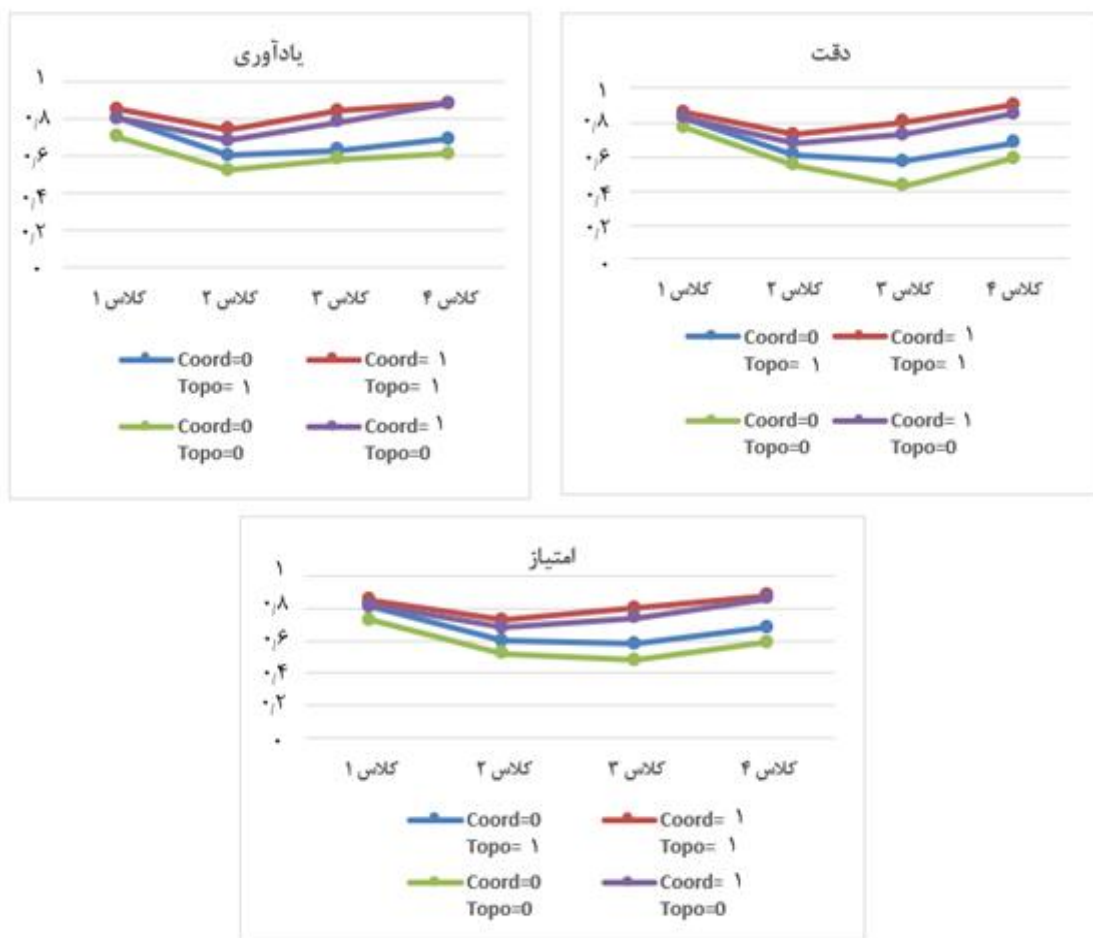 یادآوری
۱
۰٫۸
۰٫۶
۰٫۴
۰٫۲
۰
کلاس ۱ کلاس ۲ کلاس ۳ کلاس ۴
Coord=0 Coord= ۱
Topo= ۱ Topo= ۱
Coord=0 Coord= ۱
Topo=0 Topo=0
دقت
۱
۰٫۸
۰٫۶
۰٫۴
۰٫۲
۰
کلاس ۱ کلاس ۲ کلاس ۳ کلاس ۴
Coord=0 Coord= ۱
Topo= ۱ Topo= ۱
Coord=0 Coord= ۱
Topo=0 Topo=0
امتیاز
۱
۰٫۸
۰٫۶
۰٫۴
۰٫۲
۰
کلاس ۱ کلاس ۲ کلاس ۳ کلاس ۴
Coord=0 Coord= ۱
Topo= ۱ Topo= ۱
Coord=0 Coord= ۱
Topo=0 Topo=0